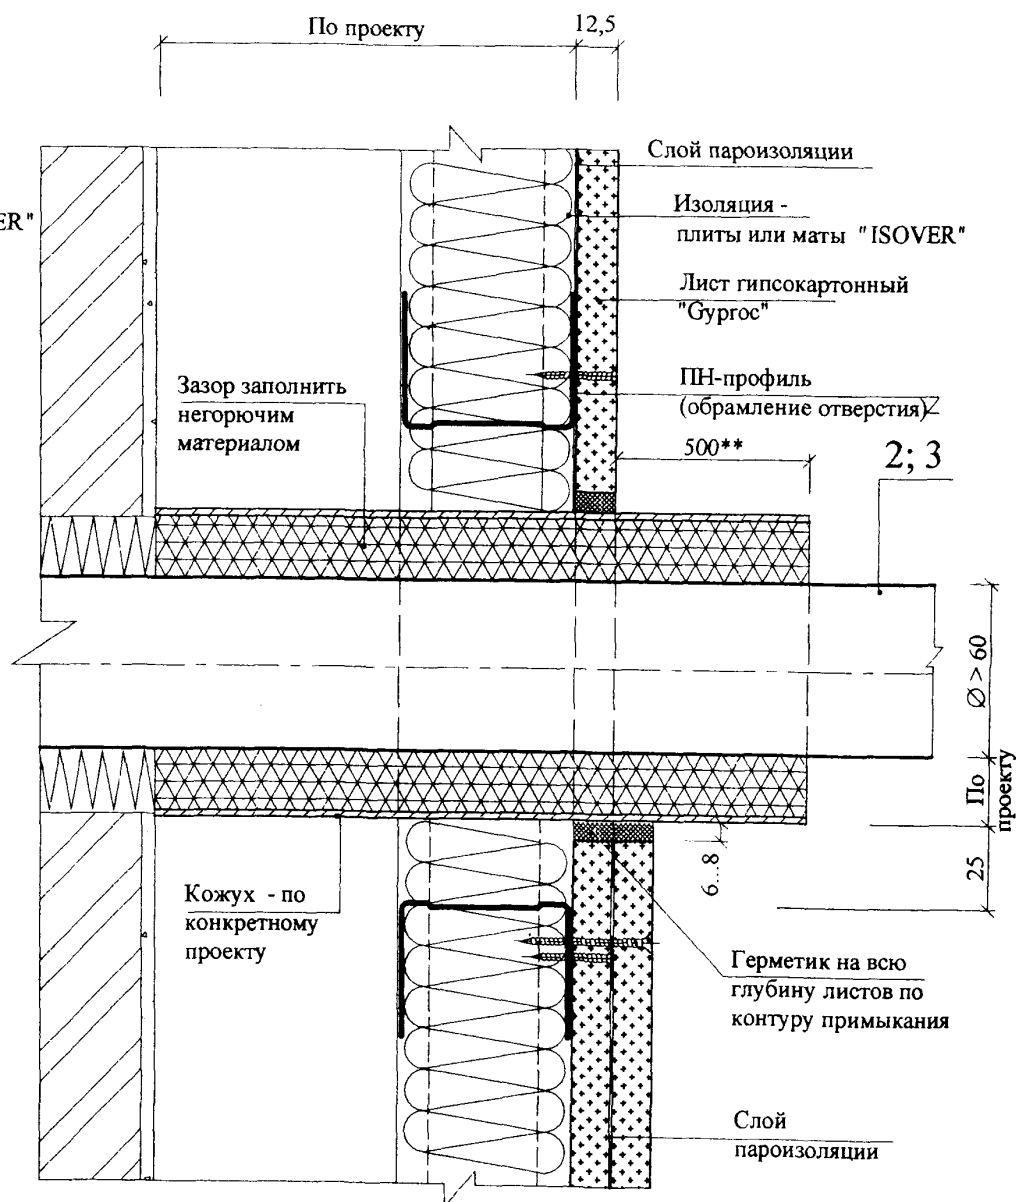 По проекту
12,5
Слой пароизоляции
ER"
Изоляция -
плиты или маты "ISOVER"
Лист гипсокартонный
"Gyproc"
Зазор заполнить
негорючим
материалом
ПН-профиль
(обрамление отверстия)
500**
2; 3
Ø > 60
По
проекту
6...8
25
Кожух - по
конкретному
проекту
Герметик на всю
глубину листов по
контуру примыкания
Слой
пароизоляции